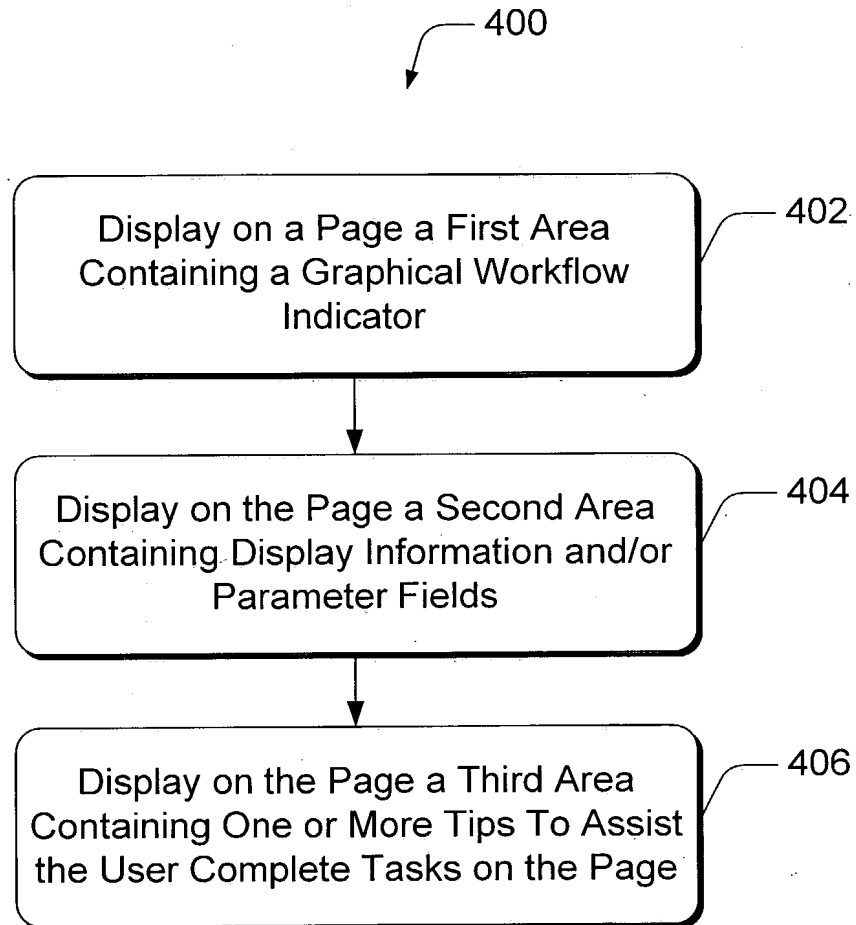 400
Display on a Page a First Area
Containing a Graphical Workflow
Indicator
402
Display on the Page a Second Area
Containing Display Information and/or
Parameter Fields
404
Display on the Page a Third Area
Containing One or More Tips To Assist
the User Complete Tasks on the Page
406